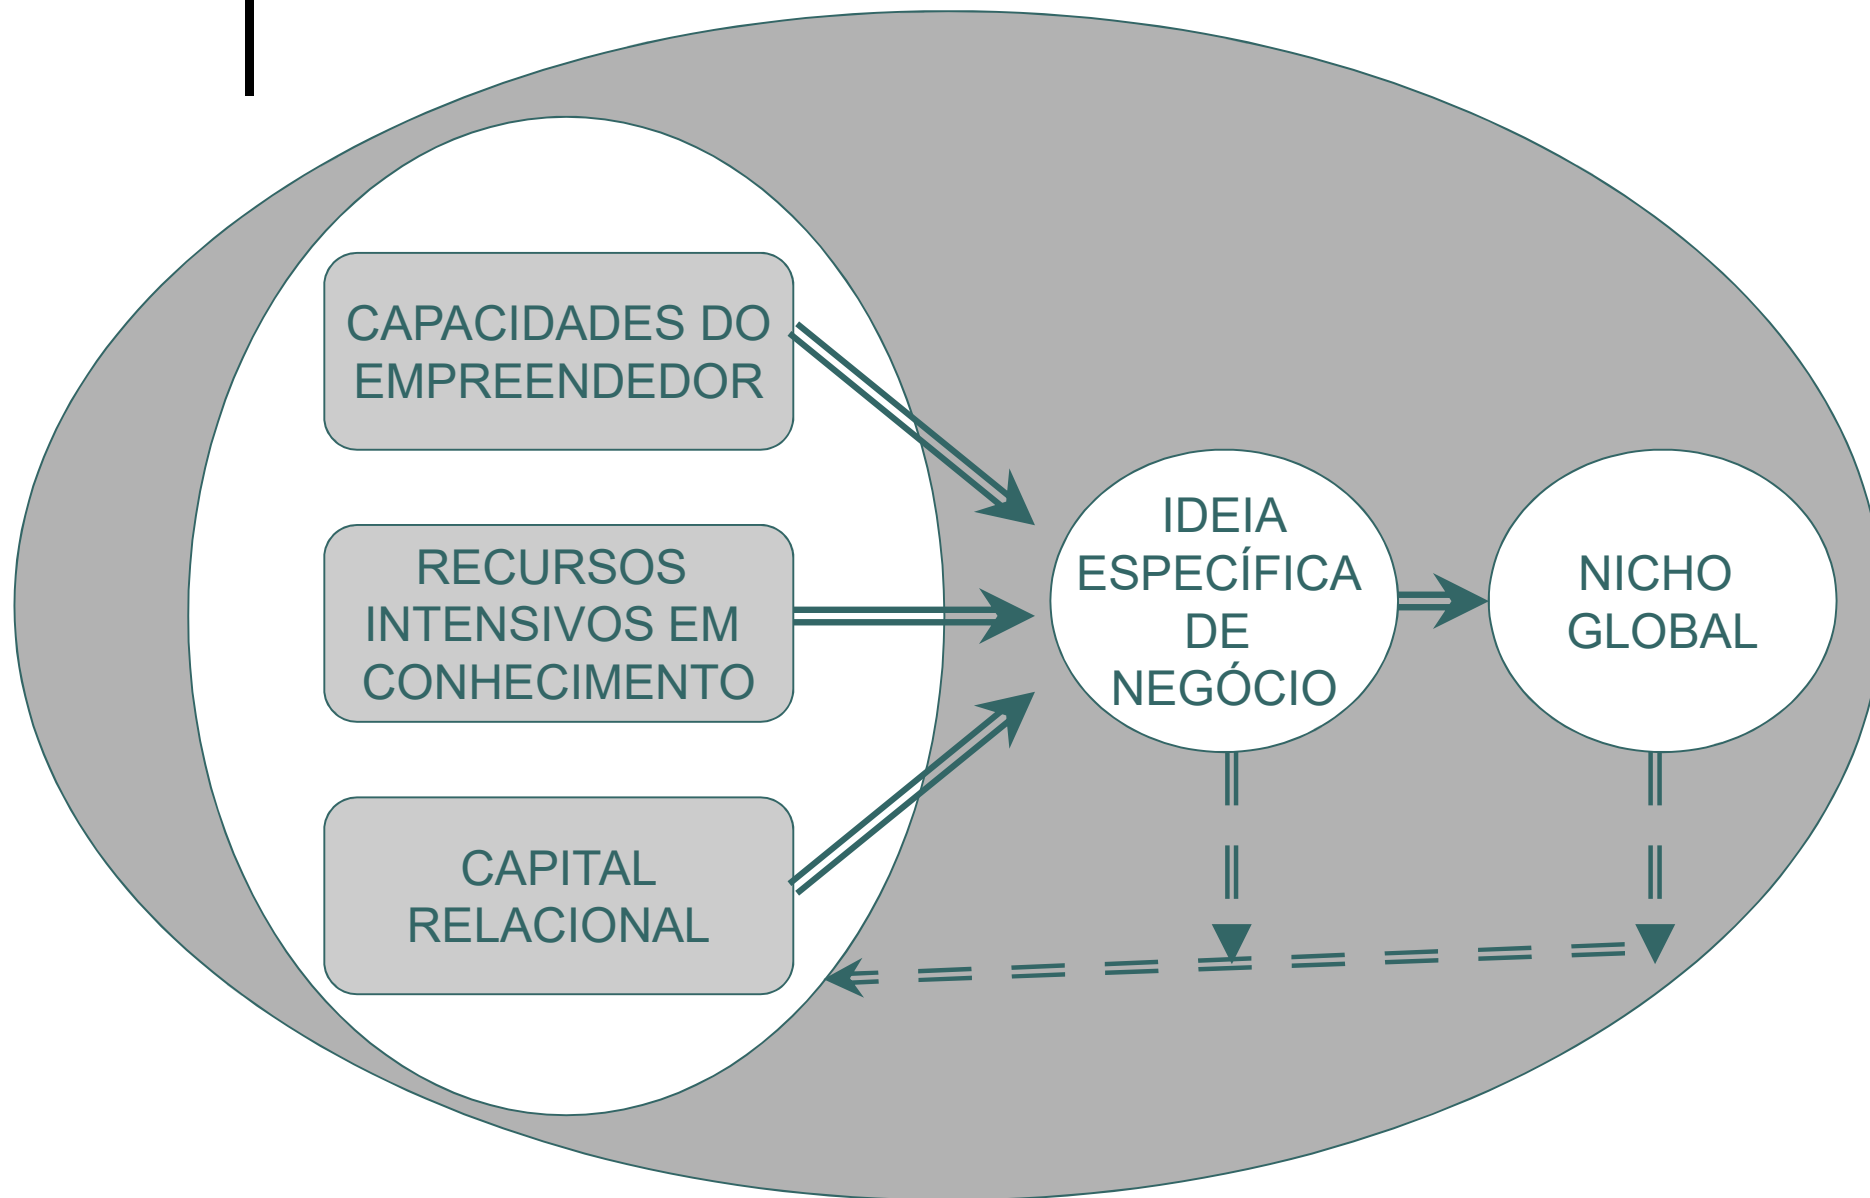 CAPACIDADES DO
EMPREENDEDOR
RECURSOS
INTENSIVOS EM
CONHECIMENTO
CAPITAL
RELACIONAL
IDEIA
ESPECÍFICA
DE
NEGÓCIO
NICHO
GLOBAL